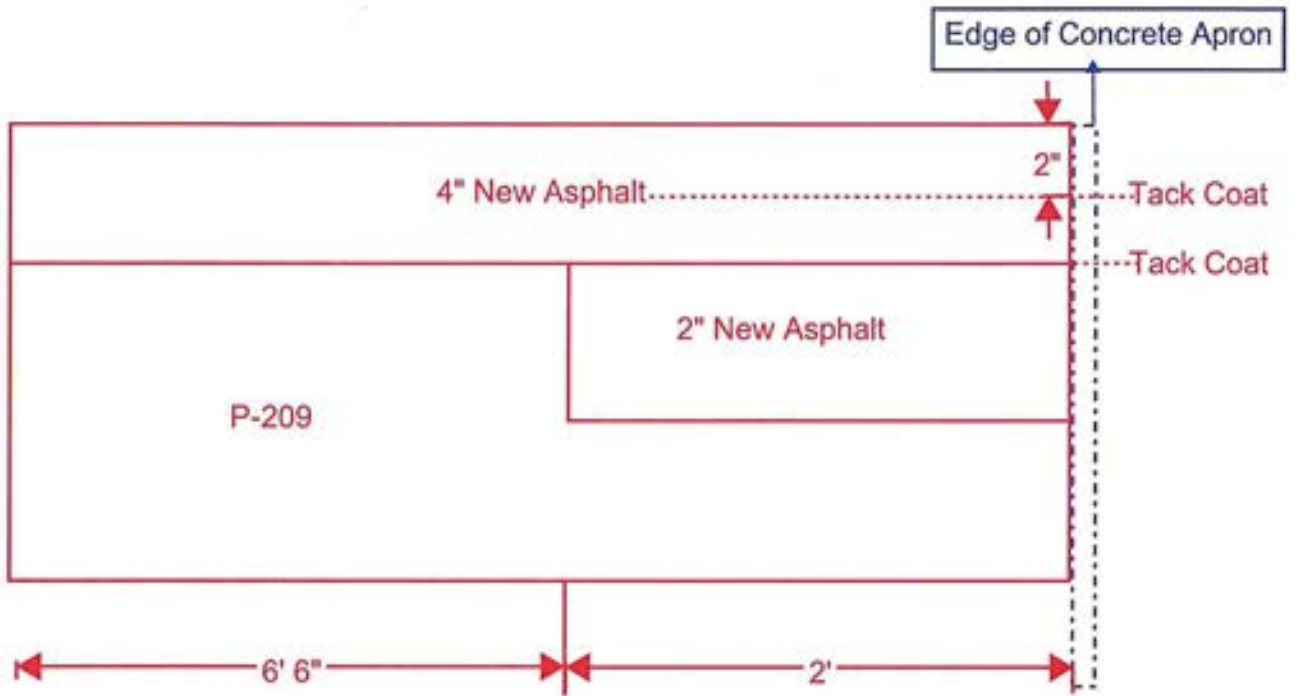 Edge of Concrete Apron
2"
4" New Asphalt
Tack Coat
Tack Coat
2" New Asphalt
P-209
6' 6"
2'